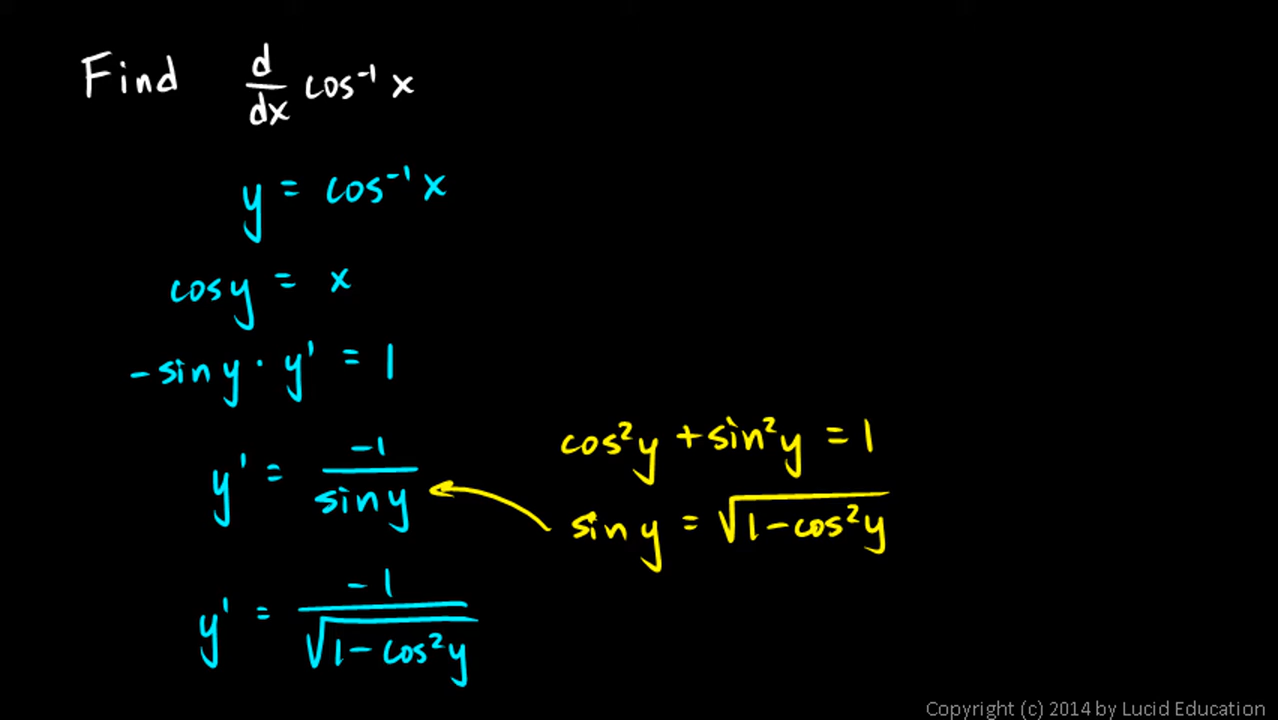 Find d/dx cos⁻¹ x
y = cos⁻¹ x
cos y = x
-sin y · y' = 1
y' = -1/sin y
cos²y + sin²y = 1
sin y = √(1-cos²y)
y' = -1/√(1-cos²y)
Copyright (c) 2014 by Lucid Education